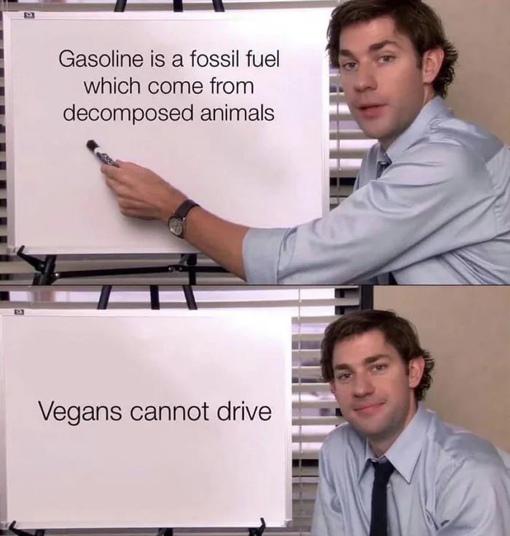 Gasoline is a fossil fuel
which come from
decomposed animals
Vegans cannot drive